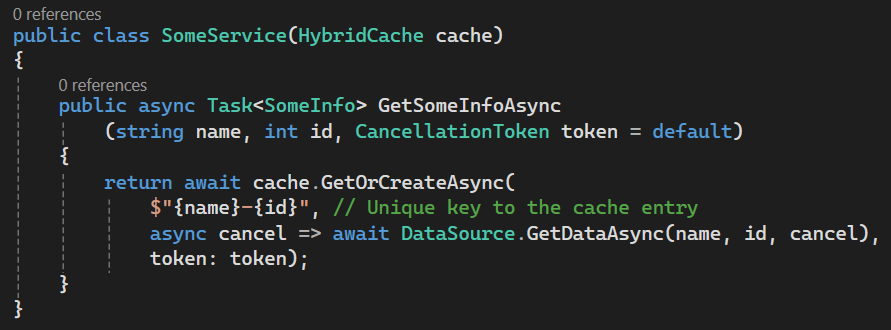 0 references
public class SomeService(HybridCache cache)
{
0 references
public async Task<SomeInfo> GetSomeInfoAsync
(string name, int id, CancellationToken token = default)
{
return await cache.GetOrCreateAsync(
$"{name}-{id}", // Unique key to the cache entry
async cancel => await DataSource.GetDataAsync(name, id, cancel),
token: token);
}
}